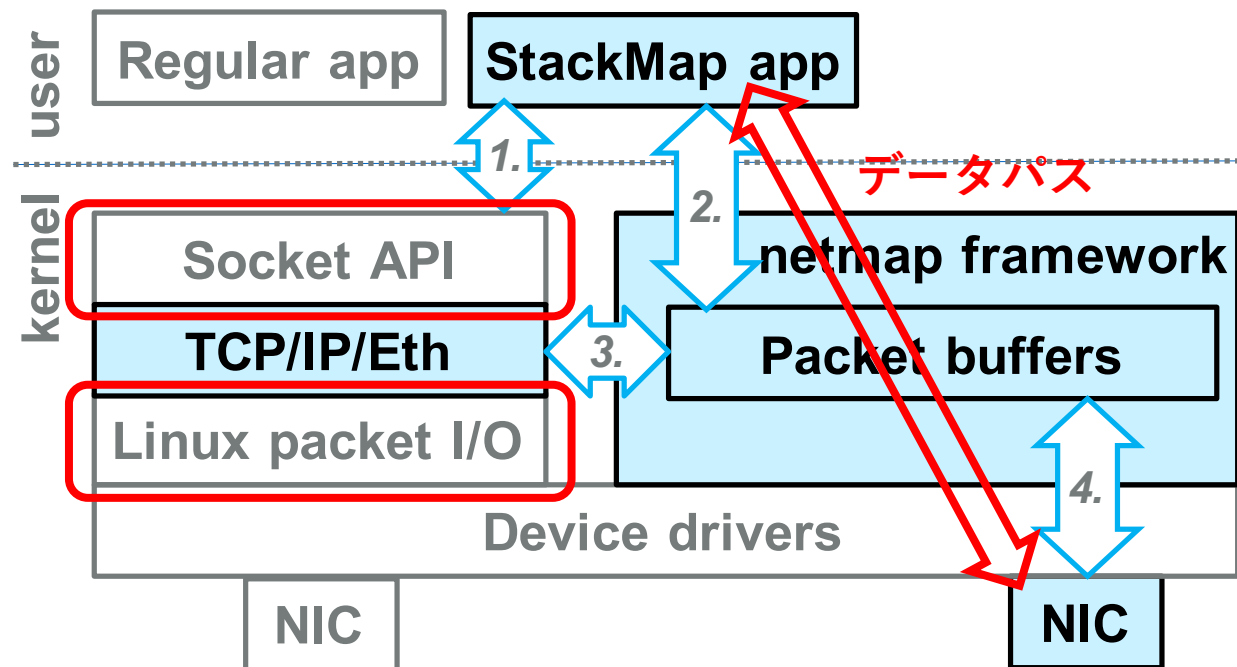 user
Regular app
StackMap app
1.
データパス
kernel
2.
Socket API
netmap framework
TCP/IP/Eth
3.
Packet buffers
Linux packet I/O
4.
Device drivers
NIC
NIC